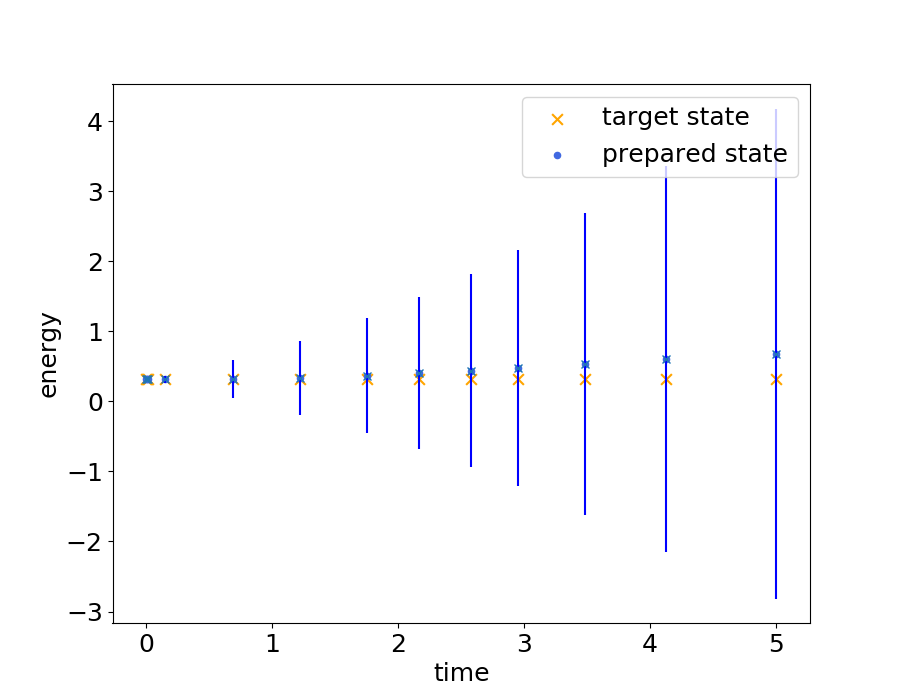 target state
prepared state
4
3
2
1
0
−1
−2
−3
energy
0 1 2 3 4 5
time